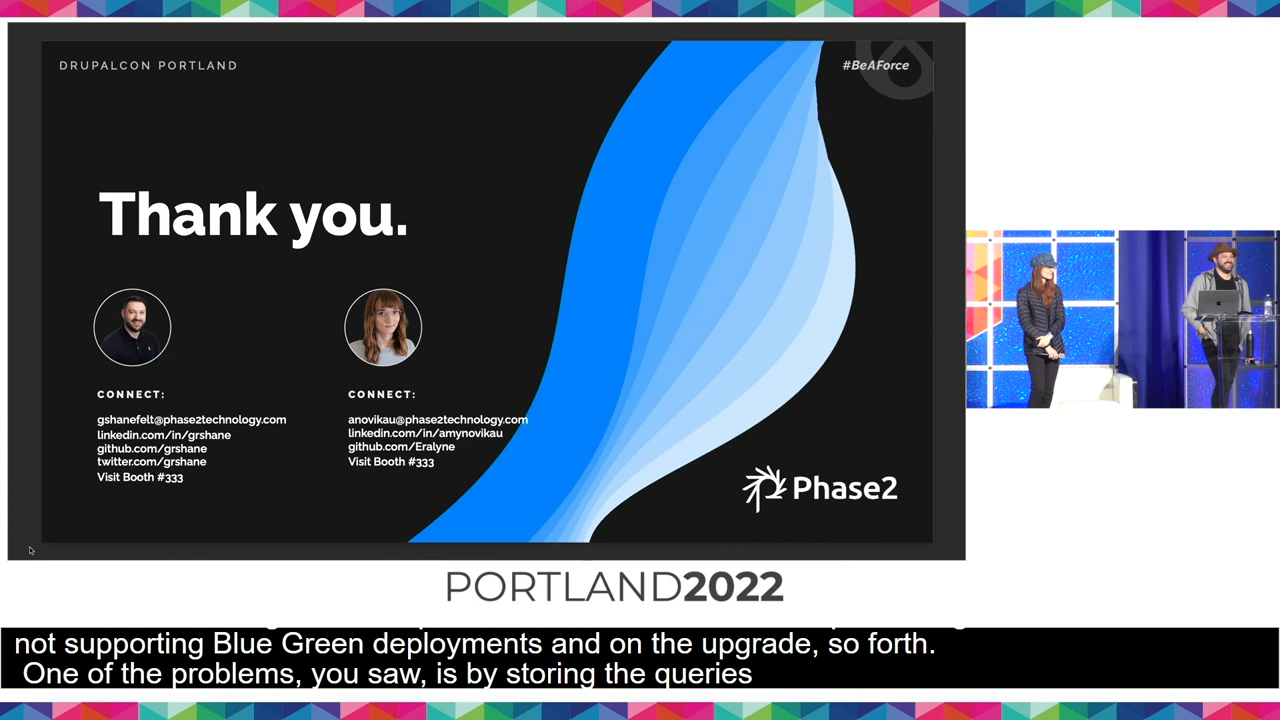 DRUPALCON PORTLAND
#BeAForce
Thank you.
CONNECT:
gshanefelt@phase2technology.com
linkedin.com/in/grshane
github.com/grshane
twitter.com/grshane
Visit Booth #333
CONNECT:
anovikau@phase2technology.com
linkedin.com/in/amynovikau
github.com/Eralyne
Visit Booth #333
Phase2
PORTLAND2022
not supporting Blue Green deployments and on the upgrade, so forth.
One of the problems, you saw, is by storing the queries